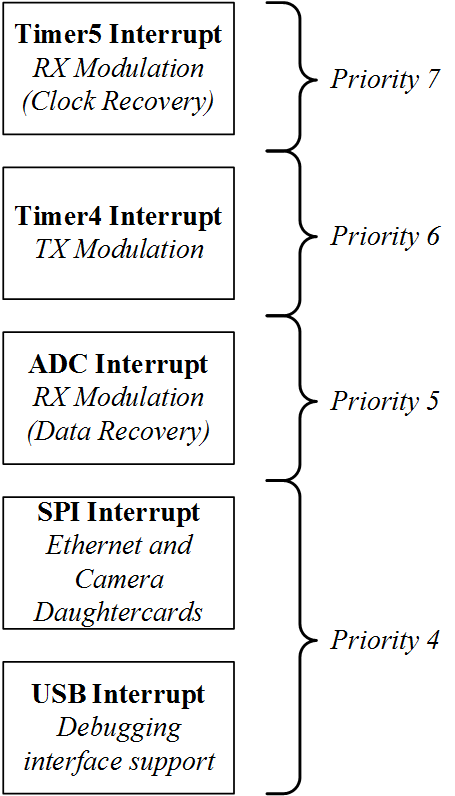 Timer5 Interrupt
RX Modulation
(Clock Recovery)
Priority 7
Timer4 Interrupt
TX Modulation
Priority 6
ADC Interrupt
RX Modulation
(Data Recovery)
Priority 5
SPI Interrupt
Ethernet and
Camera
Daughtercards
USB Interrupt
Debugging
interface support
Priority 4